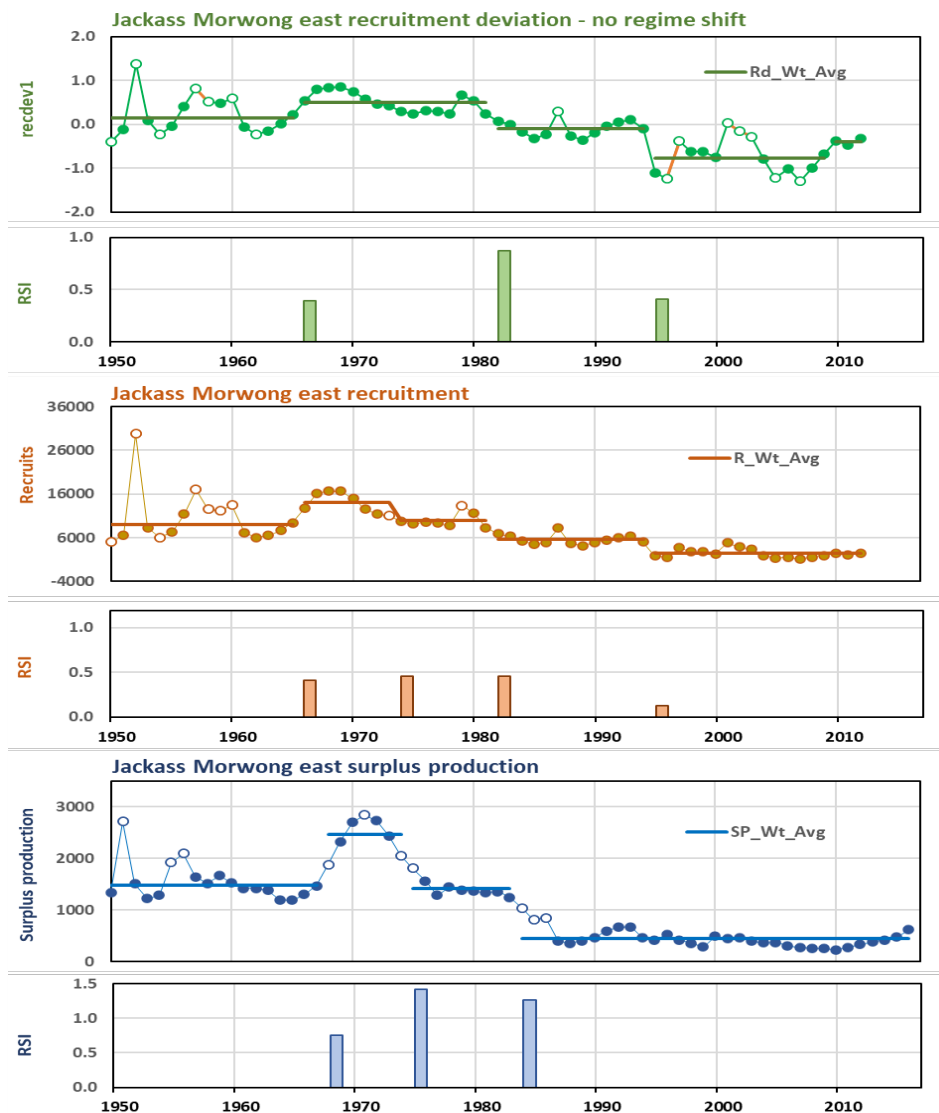 Jackass Morwong east recruitment deviation - no regime shift
recdev1
2.0
1.0
0.0
-1.0
-2.0
Rd_Wt_Avg
RSI
1.0
0.5
0.0
1950 1960 1970 1980 1990 2000 2010
Jackass Morwong east recruitment
Recruits
36000
26000
16000
6000
-4000
R_Wt_Avg
RSI
1.0
0.5
0.0
1950 1960 1970 1980 1990 2000 2010
Jackass Morwong east surplus production
Surplus production
3000
2000
1000
0
SP_Wt_Avg
RSI
1.5
1.0
0.5
0.0
1950 1960 1970 1980 1990 2000 2010